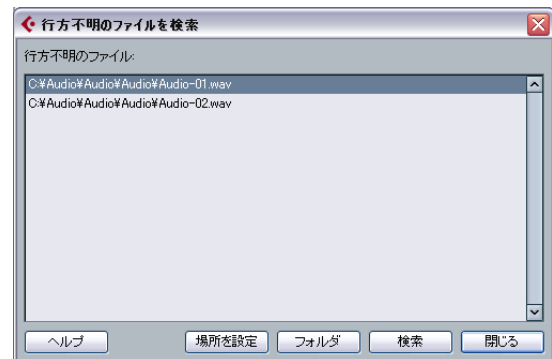 行方不明のファイルを検索
行方不明のファイル:
C:¥Audio¥Audio¥Audio¥Audio-01.wav
C:¥Audio¥Audio¥Audio¥Audio-02.wav
ヘルプ 場所を設定 フォルダ 検索 閉じる